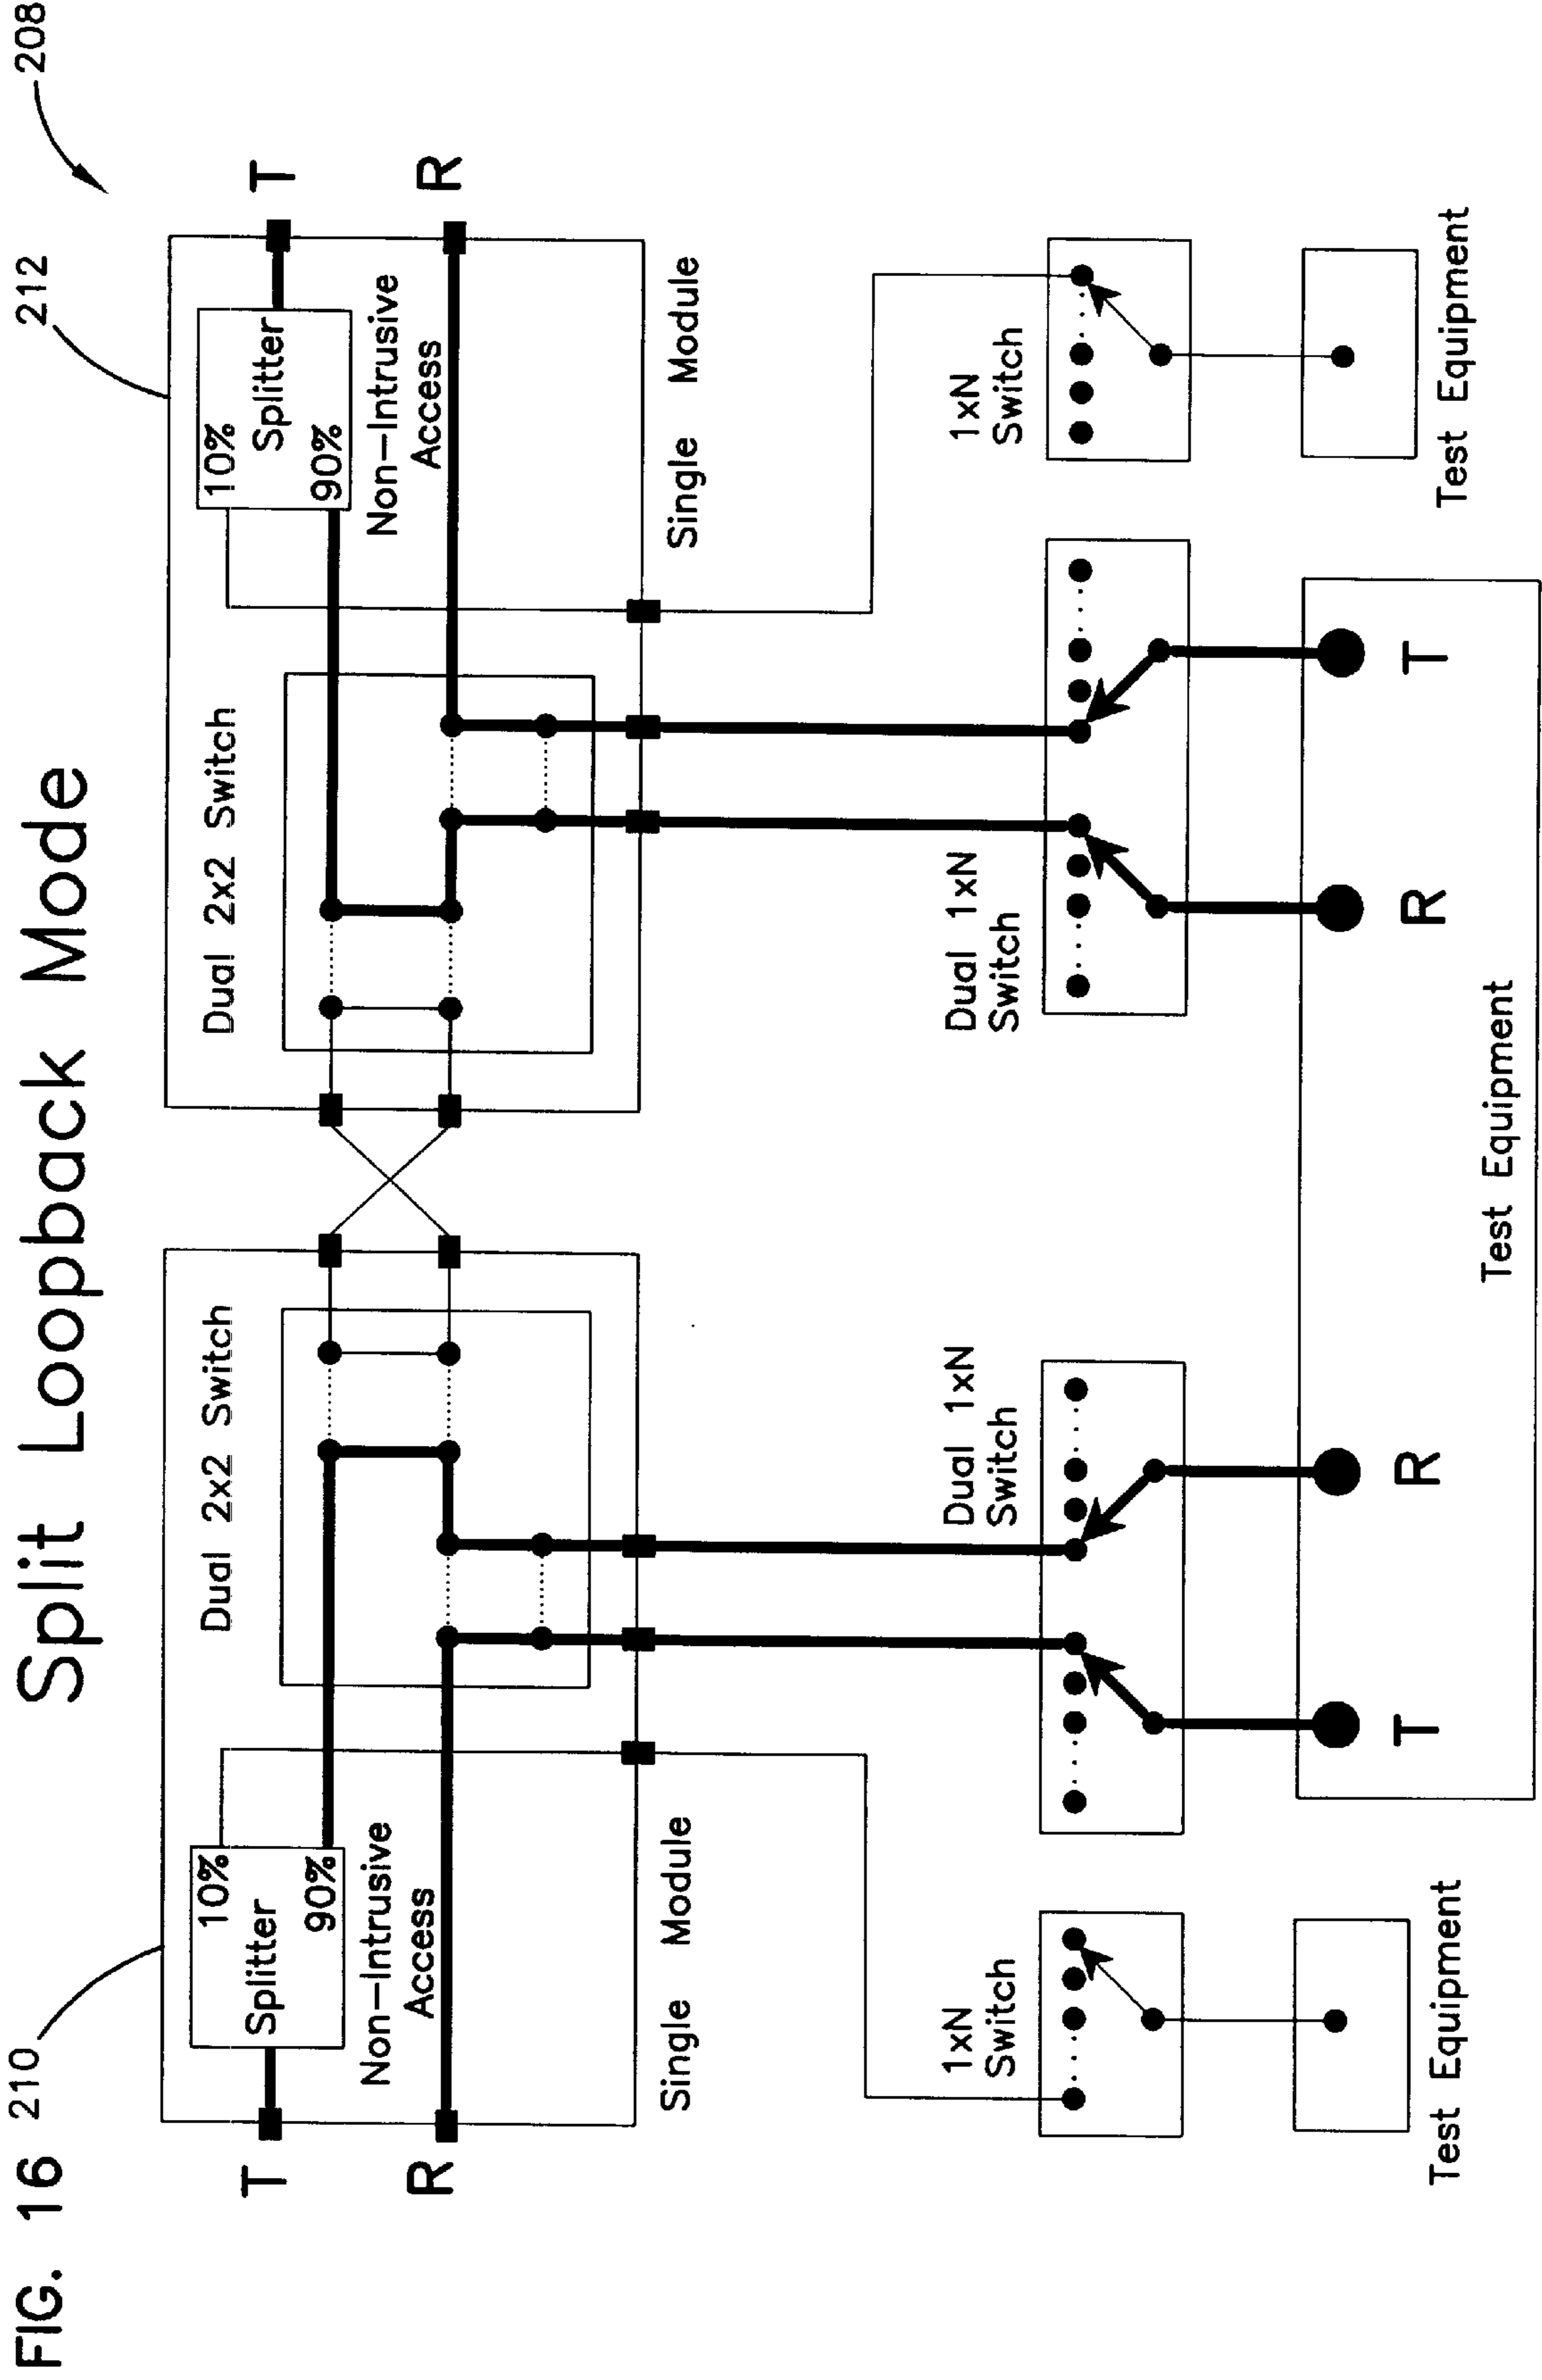 FIG. 16
Split Loopback Mode
208
210
212
T
R
10%
Splitter
90%
Non-Intrusive
Access
Dual 2x2 Switch
Single Module
Dual 2x2 Switch
10%
Splitter
90%
Non-Intrusive
Access
Single Module
T
R
1xN
Switch
Dual 1xN
Switch
Dual 1xN
Switch
1xN
Switch
T
R
R
T
Test Equipment
Test Equipment
Test Equipment